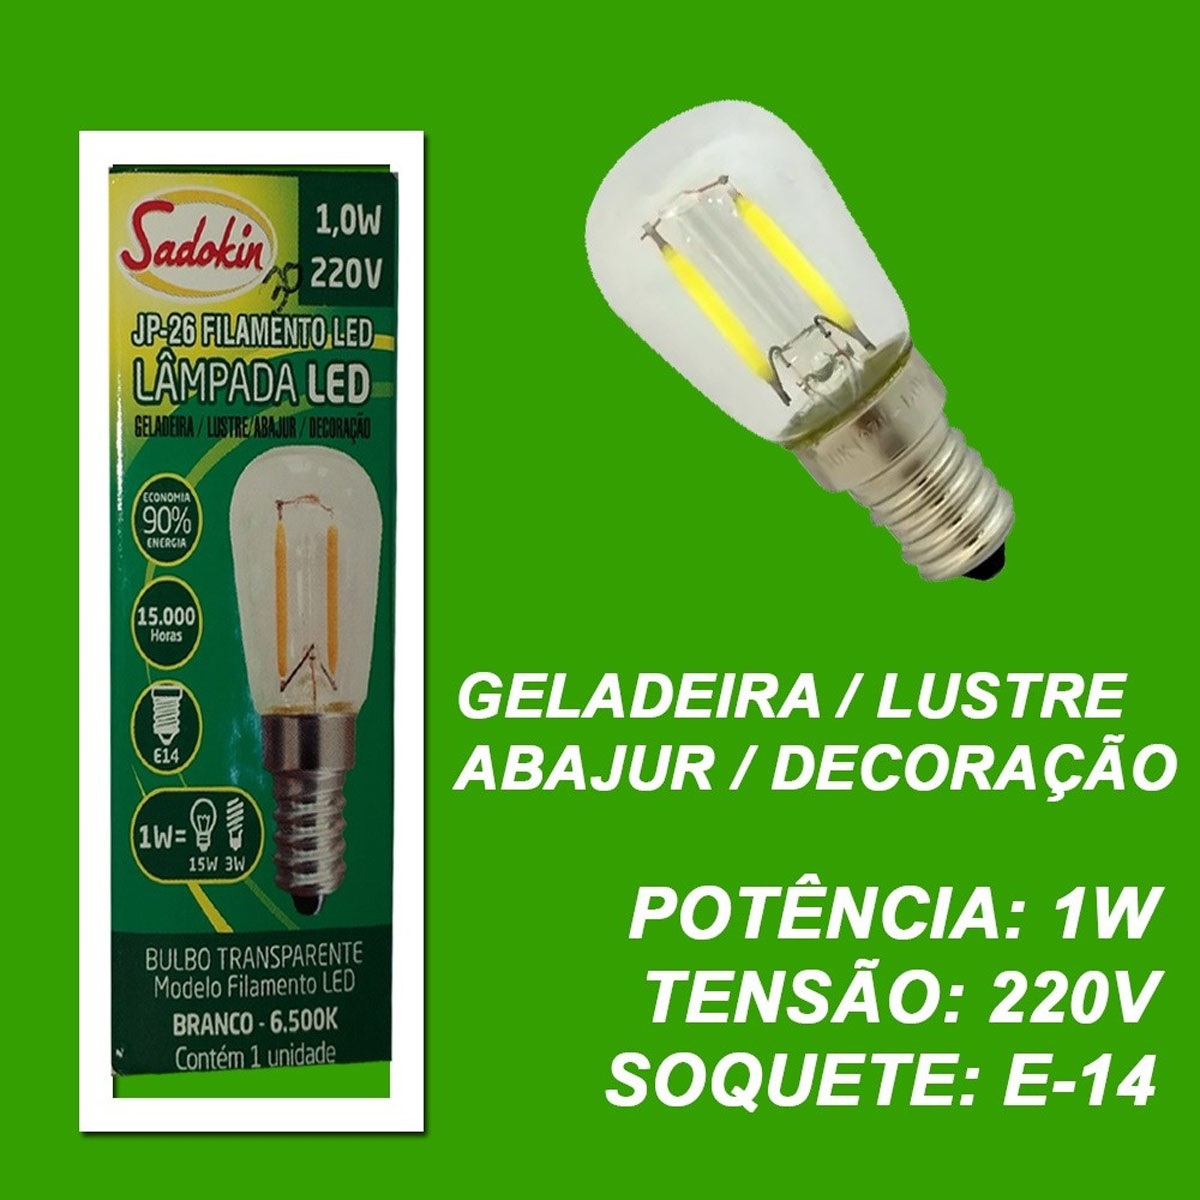 Sadokin
1,0W
220V
JP-26 FILAMENTO LED
LÂMPADA LED
GELADEIRA / LUSTRE/ABAJUR / DECORAÇÃO
ECONOMIA
90%
ENERGIA
15.000
Horas
E14
1W=
15W 3W
BULBO TRANSPARENTE
Modelo Filamento LED
BRANCO - 6.500K
Contém 1 unidade
GELADEIRA / LUSTRE
ABAJUR / DECORAÇÃO
POTÊNCIA: 1W
TENSÃO: 220V
SOQUETE: E-14